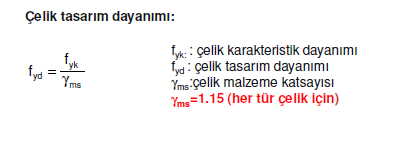 Çelik tasarım dayanımı:
fyd = fyk / γms
fyk: : çelik karakteristik dayanımı
fyd : çelik tasarım dayanımı
γms:çelik malzeme katsayısı
γms=1.15 (her tür çelik için)